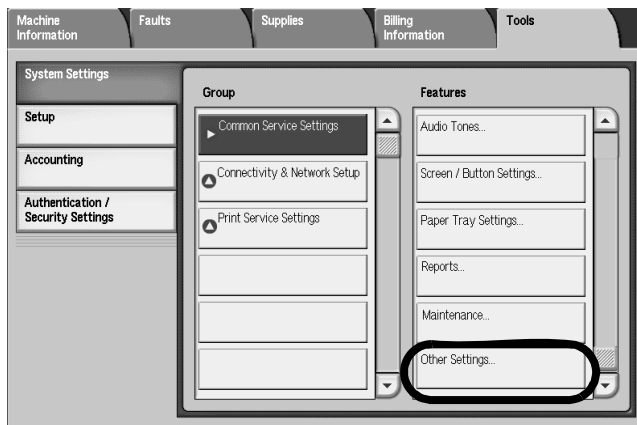 Machine
Information
Faults
Supplies
Billing
Information
Tools
System Settings
Setup
Accounting
Authentication /
Security Settings
Group
Common Service Settings
Connectivity & Network Setup
Print Service Settings
Features
Audio Tones...
Screen / Button Settings...
Paper Tray Settings...
Reports...
Maintenance...
Other Settings...